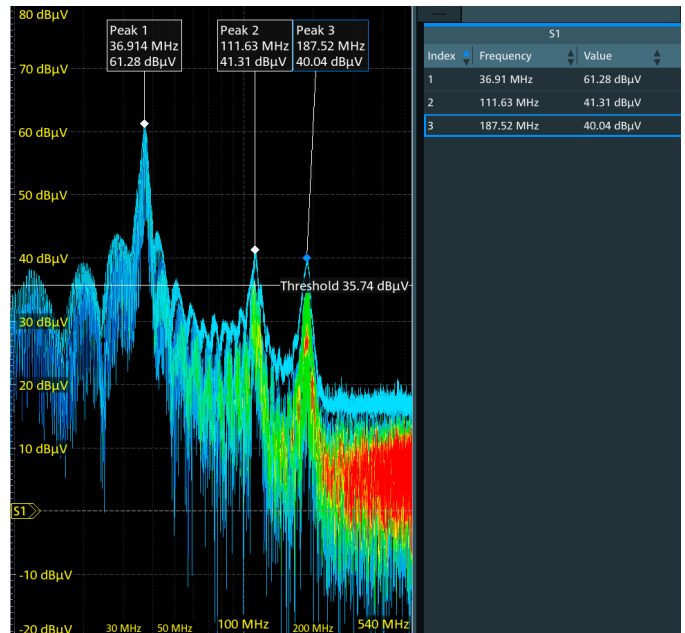 80 dBµV
70 dBµV
60 dBµV
50 dBµV
40 dBµV
30 dBµV
20 dBµV
10 dBµV
S1
-10 dBµV
-20 dBµV
Peak 1
36.914 MHz
61.28 dBµV
Peak 2
111.63 MHz
41.31 dBµV
Peak 3
187.52 MHz
40.04 dBµV
Threshold 35.74 dBµV
30 MHz 50 MHz 100 MHz 200 MHz 540 MHz
.....
S1
Index Frequency Value
1 36.91 MHz 61.28 dBµV
2 111.63 MHz 41.31 dBµV
3 187.52 MHz 40.04 dBµV